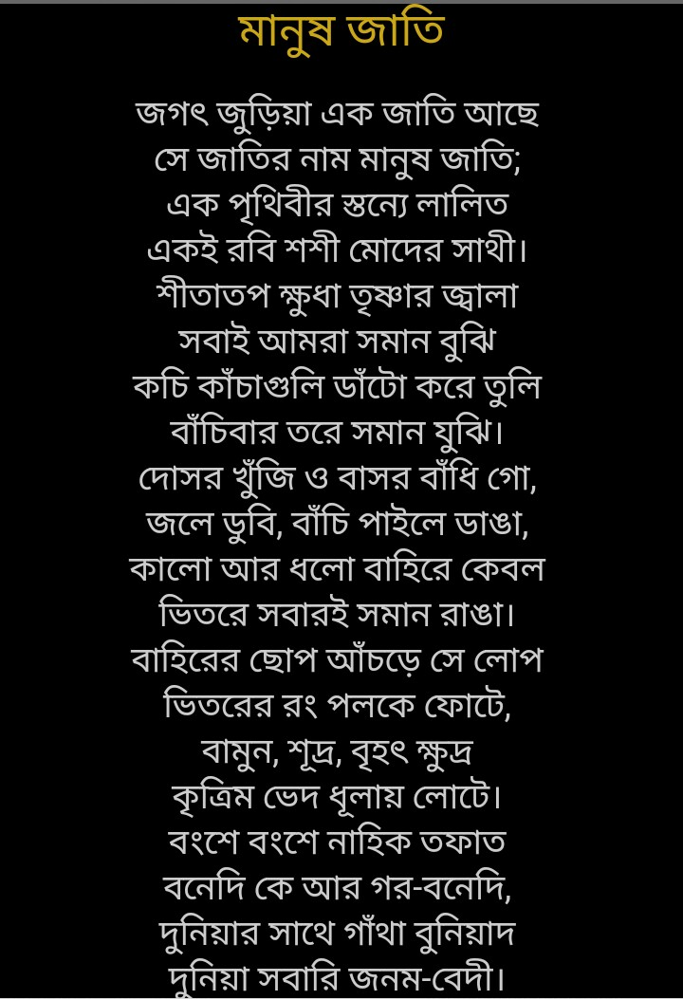 মানুষ জাতি
জগৎ জুড়িয়া এক জাতি আছে
সে জাতির নাম মানুষ জাতি;
এক পৃথিবীর স্তন্যে লালিত
একই রবি শশী মোদের সাথী।
শীতাতপ ক্ষুধা তৃষ্ণার জ্বালা
সবাই আমরা সমান বুঝি
কচি কাঁচাগুলি ডাঁটো করে তুলি
বাঁচিবার তরে সমান যুঝি।
দোসর খুঁজি ও বাসর বাঁধি গো,
জলে ডুবি, বাঁচি পাইলে ডাঙা,
কালো আর ধলো বাহিরে কেবল
ভিতরে সবারই সমান রাঙা।
বাহিরের ছোপ আঁচড়ে সে লোপ
ভিতরের রং পলকে ফোটে,
বামুন, শূদ্র, বৃহৎ ক্ষুদ্র
কৃত্রিম ভেদ ধূলায় লোটে।
বংশে বংশে নাহিক তফাত
বনেদি কে আর গর-বনেদি,
দুনিয়ার সাথে গাঁথা বুনিয়াদ
দুনিয়া সবারি জনম-বেদী।